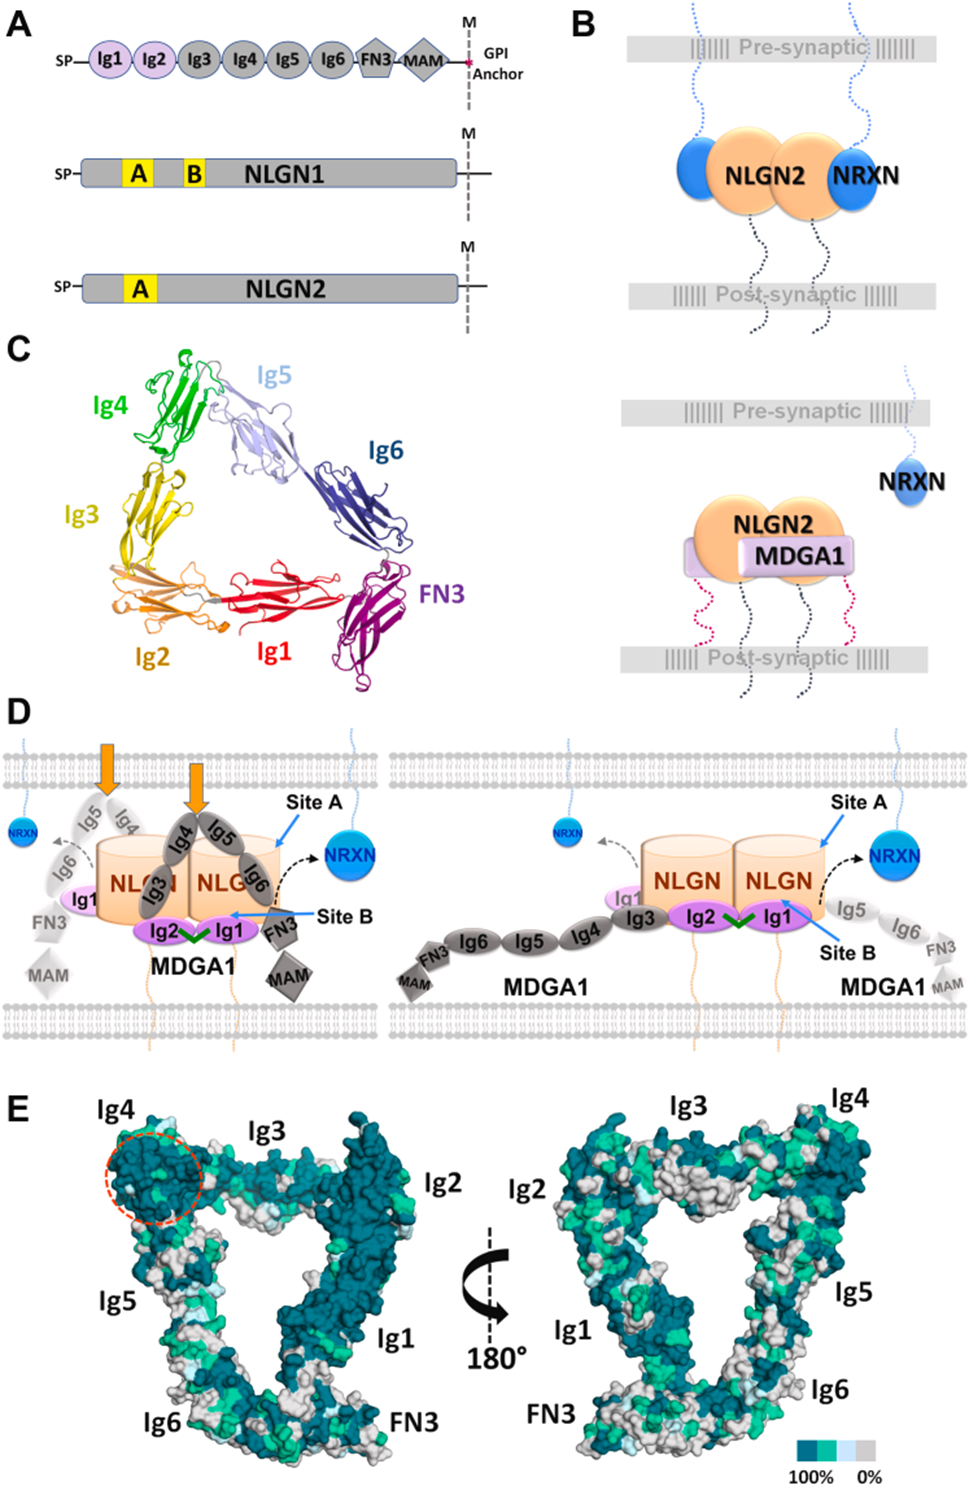 A
SP
Ig1
Ig2
Ig3
Ig4
Ig5
Ig6
FN3
MAM
M
GPI
Anchor
SP
A
B
NLGN1
M
SP
A
NLGN2
M
B
Pre-synaptic
NLGN2
NRXN
Post-synaptic
Pre-synaptic
NRXN
NLGN2
MDGA1
Post-synaptic
C
Ig4
Ig5
Ig6
Ig3
FN3
Ig2
Ig1
D
Ig5
Ig4
Ig6
Ig1
FN3
MAM
NRXN
NLGN
NLGN
Ig4
Ig5
Ig3
Ig6
Ig2
Ig1
FN3
MAM
MDGA1
Site A
NRXN
Site B
NRXN
Site A
NLGN
NLGN
NRXN
Ig1
Ig3
Ig2
Ig1
Ig5
Ig6
FN3
MAM
Site B
Ig4
Ig5
Ig6
FN3
MAM
MDGA1
MDGA1
E
Ig4
Ig3
Ig2
Ig5
Ig1
Ig6
FN3
180°
Ig3
Ig4
Ig2
Ig5
Ig1
Ig6
FN3
100%
0%